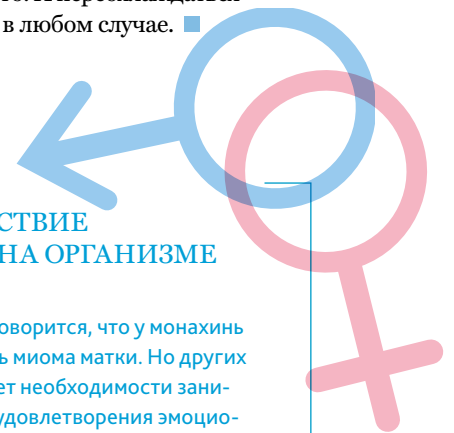 в любом случае.
СТВИЕ
НА ОРГАНИЗМЕ
оворится, что у монахинь
ь миома матки. Но других
ет необходимости зани-
удовлетворения эмоцио-